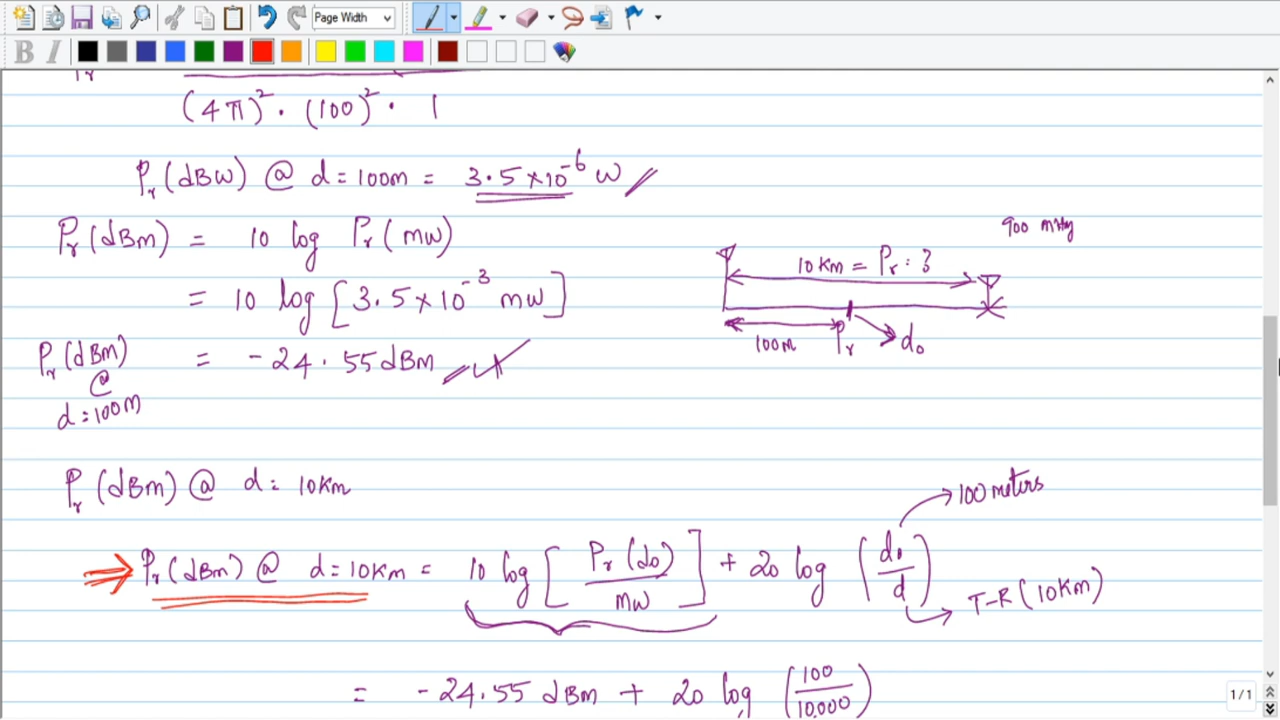 Page Width
B I
Pr
(4π)² · (100)² · 1
Pr (dBW) @ d = 100m = 3.5×10⁻⁶ W
Pr (dBm) = 10 log Pr (mW)
= 10 log [3.5×10⁻³ mW]
Pr (dBm) @ d = 100m = -24.55 dBm
900 MHz
10 Km = Pr : ?
100m Pr d₀
Pr (dBm) @ d = 10Km
→ 100 meters
⇒ Pr (dBm) @ d = 10Km = 10 log [Pr (d₀) / mW] + 20 log (d₀/d)
→ T-R (10Km)
= -24.55 dBm + 20 log (100/10,000)
1/1